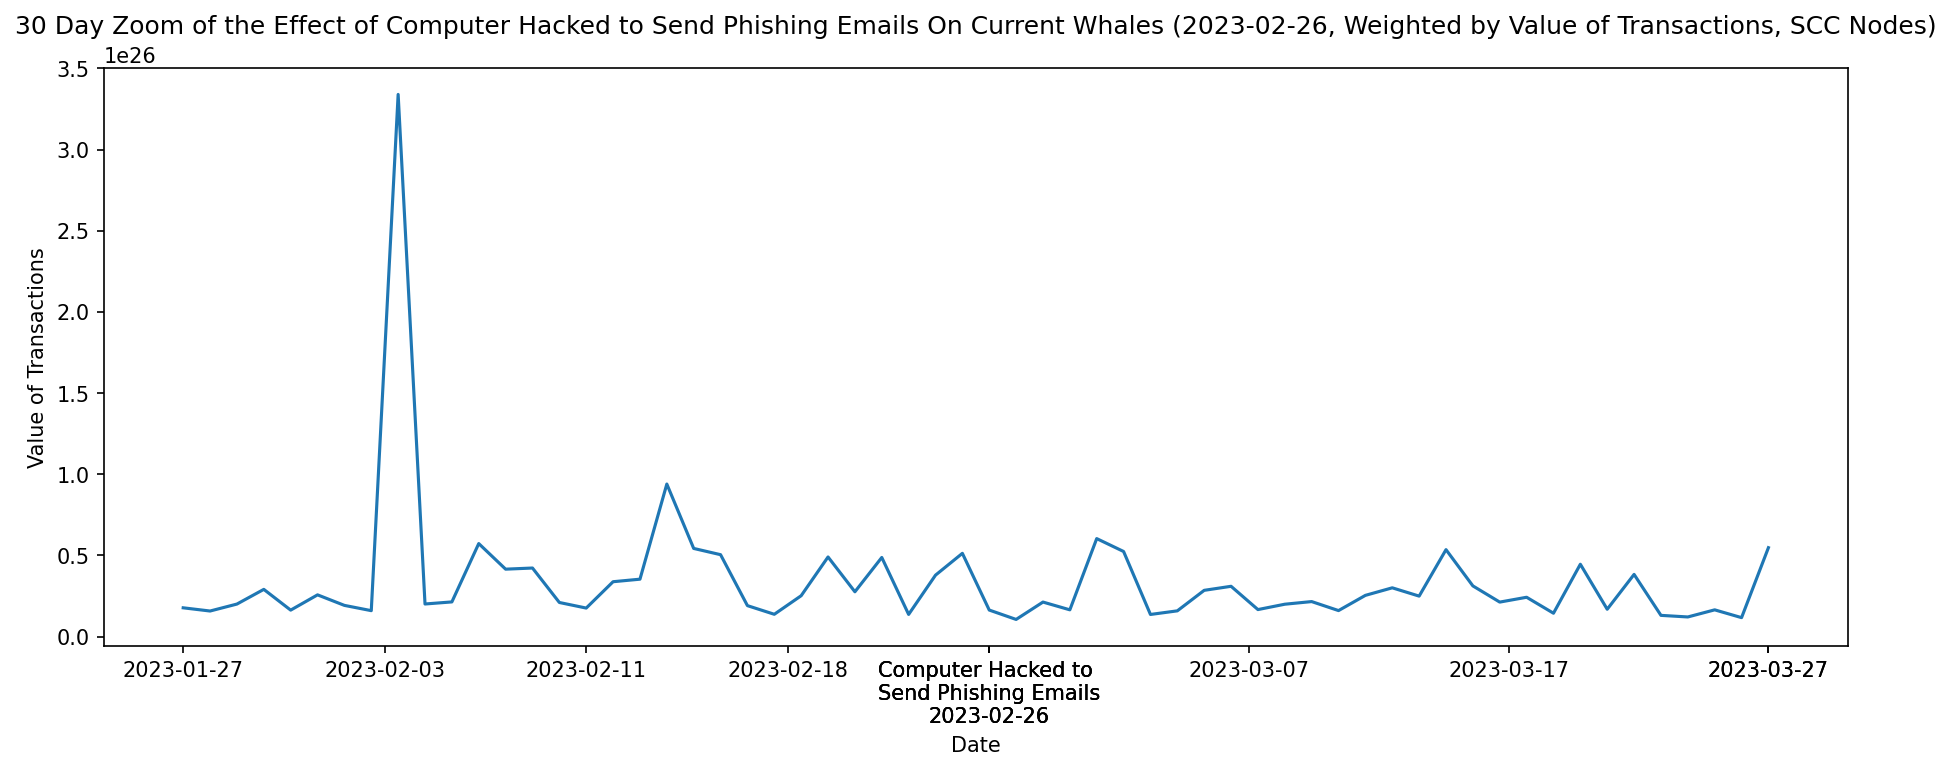 30 Day Zoom of the Effect of Computer Hacked to Send Phishing Emails On Current Whales (2023-02-26, Weighted by Value of Transactions, SCC Nodes)
1e26
3.5
3.0
2.5
2.0
1.5
1.0
0.5
0.0
Value of Transactions
2023-01-27
2023-02-03
2023-02-11
2023-02-18
Computer Hacked to
Send Phishing Emails
2023-02-26
2023-03-07
2023-03-17
2023-03-27
Date